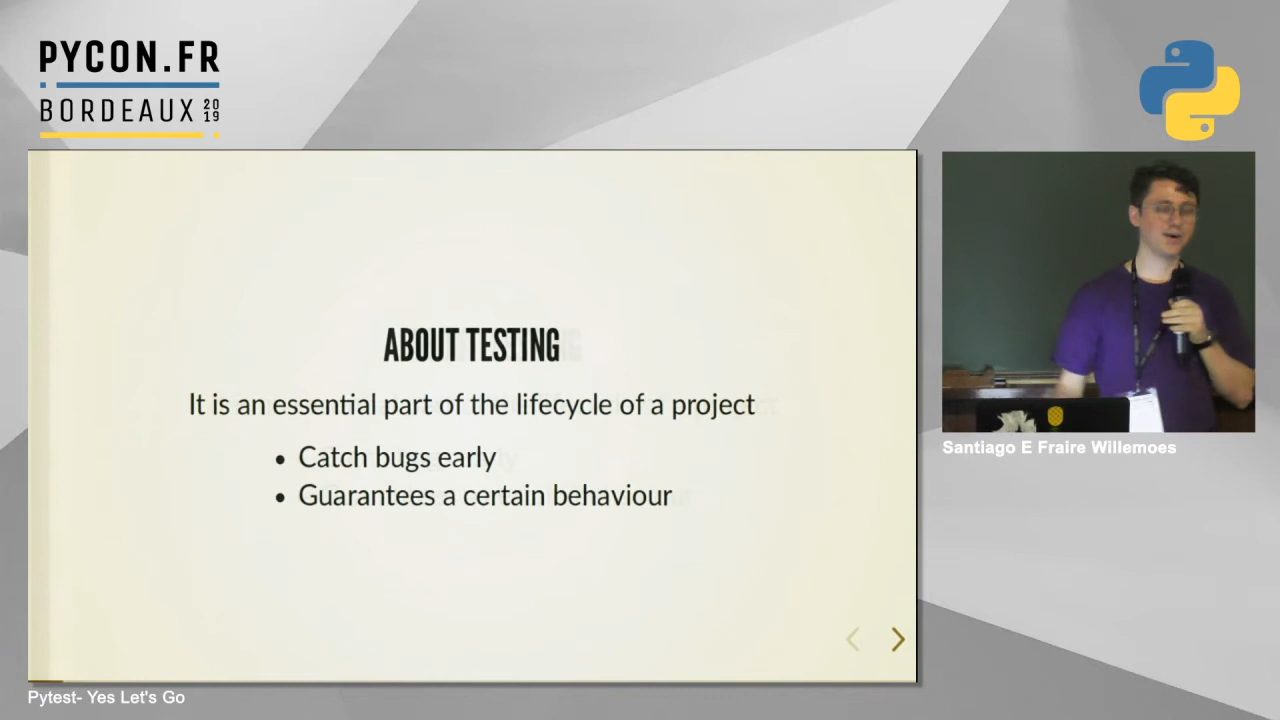 PYCON.FR
BORDEAUX 2019
ABOUT TESTING
It is an essential part of the lifecycle of a project
• Catch bugs early
• Guarantees a certain behaviour
Santiago E Fraire Willemoes
Pytest- Yes Let's Go